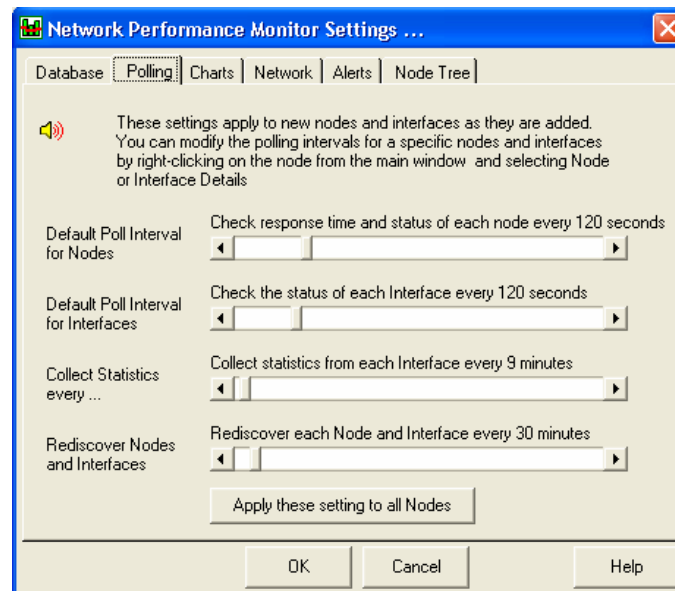 Network Performance Monitor Settings ...
Database Polling Charts Network Alerts Node Tree
These settings apply to new nodes and interfaces as they are added.
You can modify the polling intervals for a specific nodes and interfaces
by right-clicking on the node from the main window and selecting Node
or Interface Details
Check response time and status of each node every 120 seconds
Default Poll Interval
for Nodes
Check the status of each Interface every 120 seconds
Default Poll Interval
for Interfaces
Collect statistics from each Interface every 9 minutes
Collect Statistics
every ...
Rediscover each Node and Interface every 30 minutes
Rediscover Nodes
and Interfaces
Apply these setting to all Nodes
OK Cancel Help